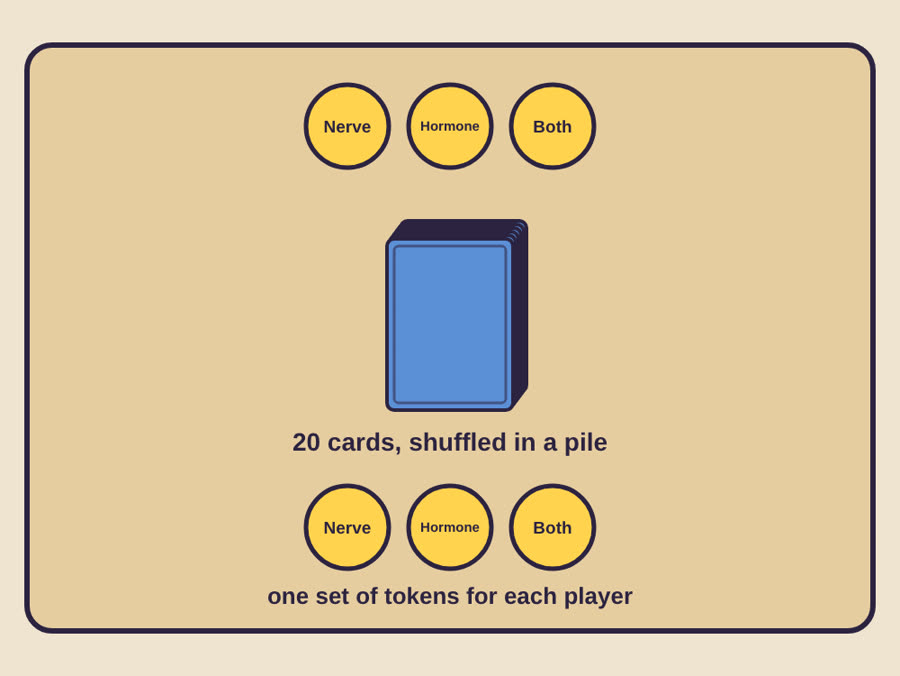 Nerve Hormone Both
20 cards, shuffled in a pile
Nerve Hormone Both
one set of tokens for each player